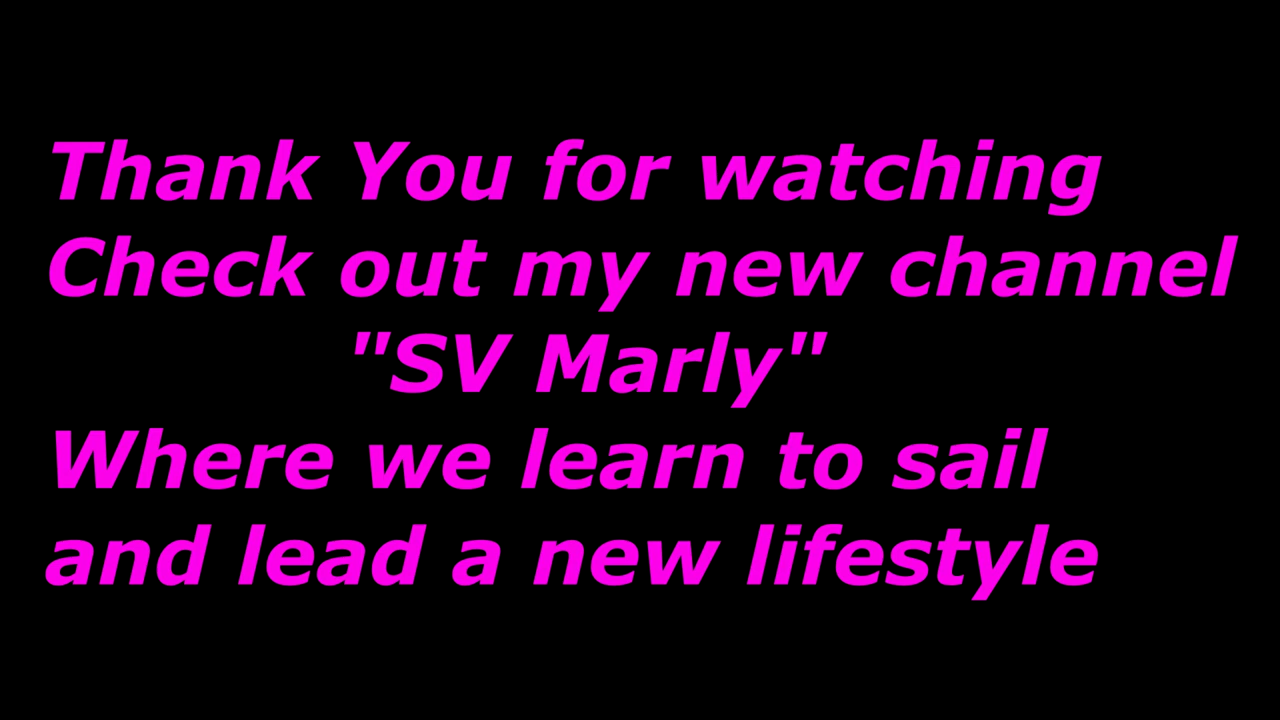 Thank You for watching
Check out my new channel
"SV Marly"
Where we learn to sail
and lead a new lifestyle